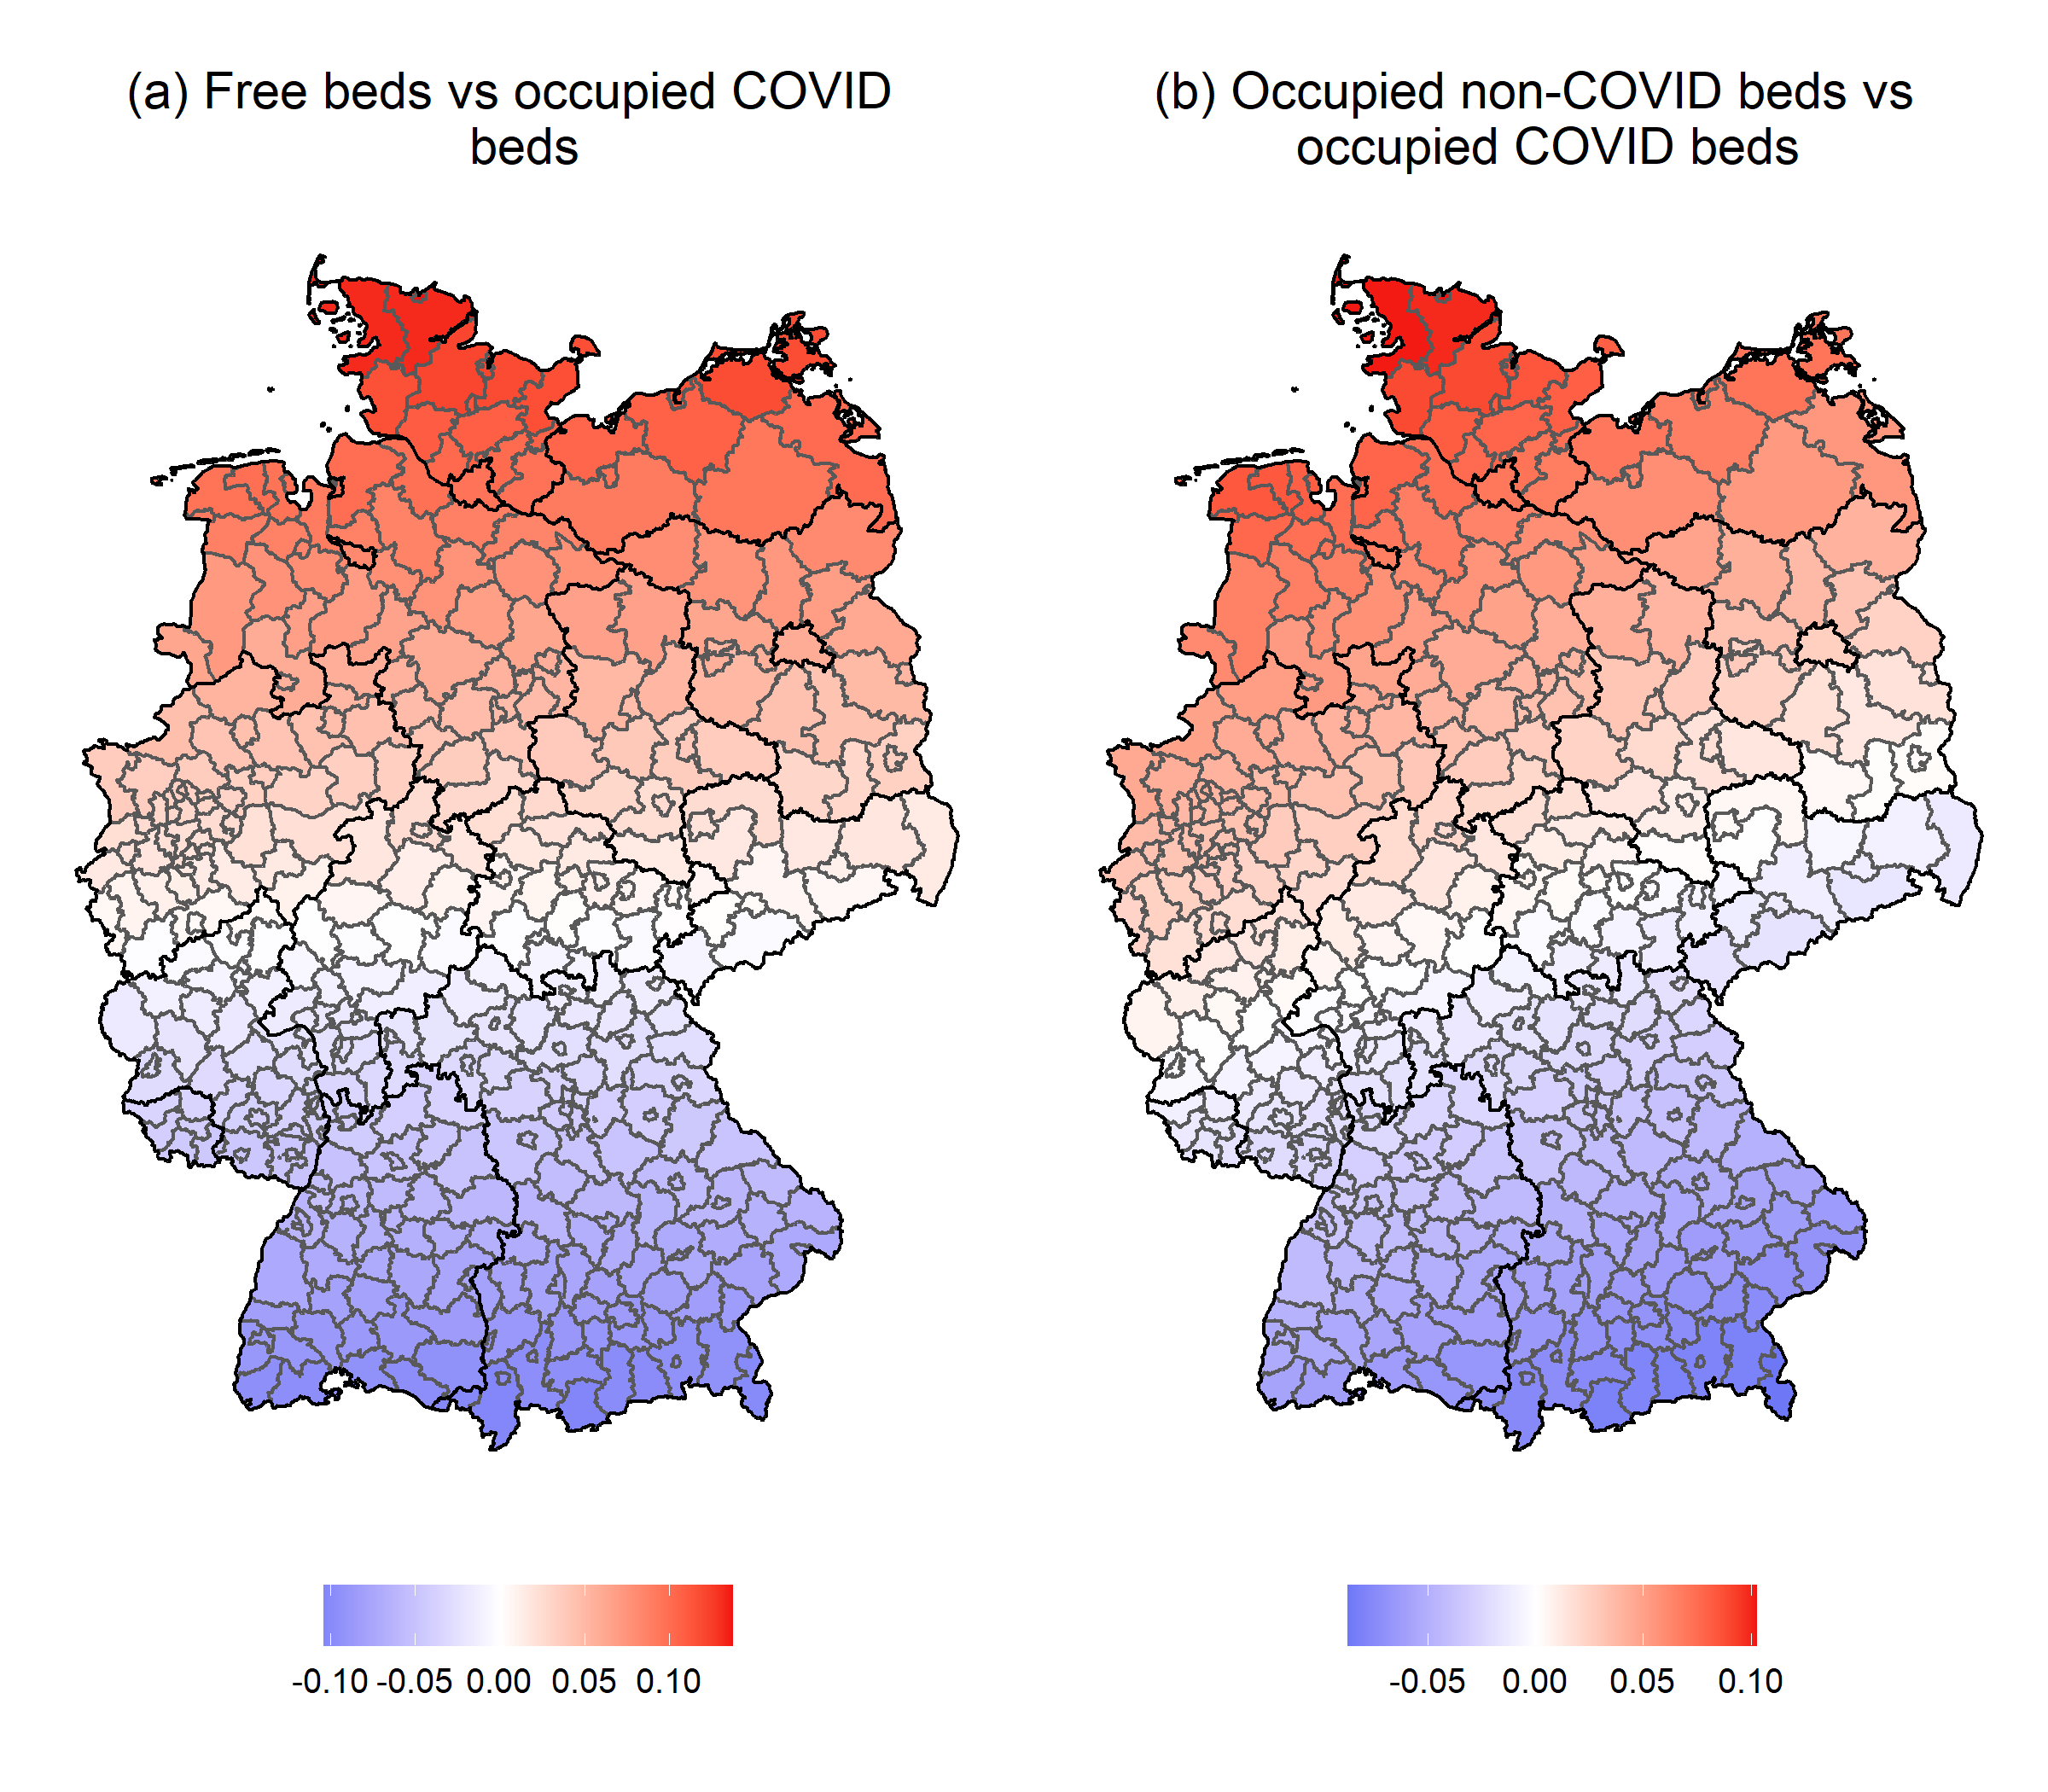 (a) Free beds vs occupied COVID
beds
(b) Occupied non-COVID beds vs
occupied COVID beds
-0.10 -0.05 0.00 0.05 0.10
-0.05 0.00 0.05 0.10